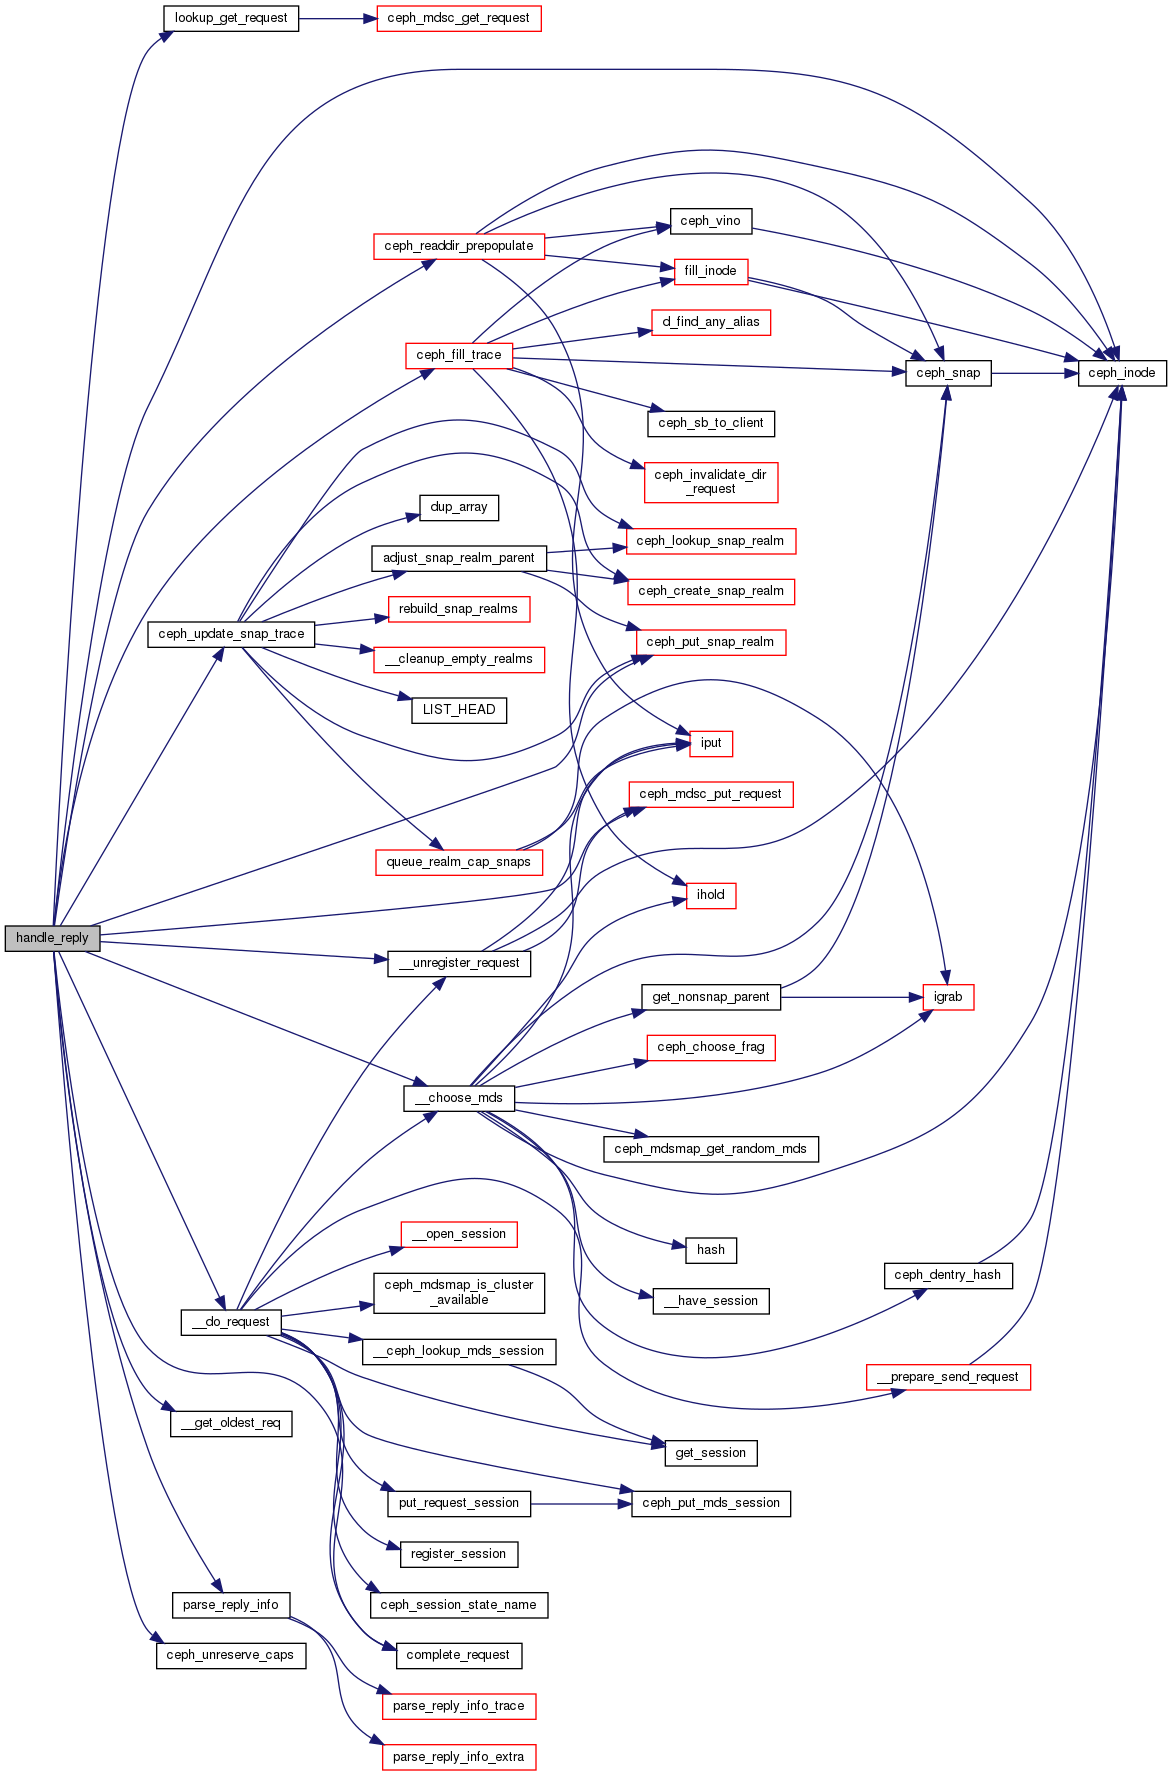 lookup_get_request
ceph_mdsc_get_request
ceph_vino
ceph_readdir_prepopulate
fill_inode
d_find_any_alias
ceph_fill_trace
ceph_snap
ceph_inode
ceph_sb_to_client
ceph_invalidate_dir
_request
dup_array
ceph_lookup_snap_realm
adjust_snap_realm_parent
ceph_create_snap_realm
rebuild_snap_realms
ceph_update_snap_trace
ceph_put_snap_realm
__cleanup_empty_realms
LIST_HEAD
iput
ceph_mdsc_put_request
queue_realm_cap_snaps
ihold
handle_reply
__unregister_request
get_nonsnap_parent
igrab
ceph_choose_frag
__choose_mds
ceph_mdsmap_get_random_mds
__open_session
hash
ceph_dentry_hash
ceph_mdsmap_is_cluster
_available
__have_session
__do_request
__ceph_lookup_mds_session
__prepare_send_request
__get_oldest_req
get_session
put_request_session
ceph_put_mds_session
register_session
parse_reply_info
ceph_session_state_name
ceph_unreserve_caps
complete_request
parse_reply_info_trace
parse_reply_info_extra